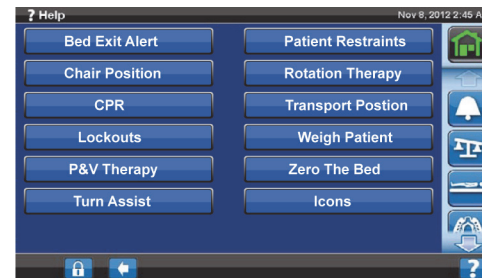 ? Help
Nov 8, 2012 2:45 A
Bed Exit Alert
Patient Restraints
Chair Position
Rotation Therapy
CPR
Transport Postion
Lockouts
Weigh Patient
P&V Therapy
Zero The Bed
Turn Assist
Icons
?